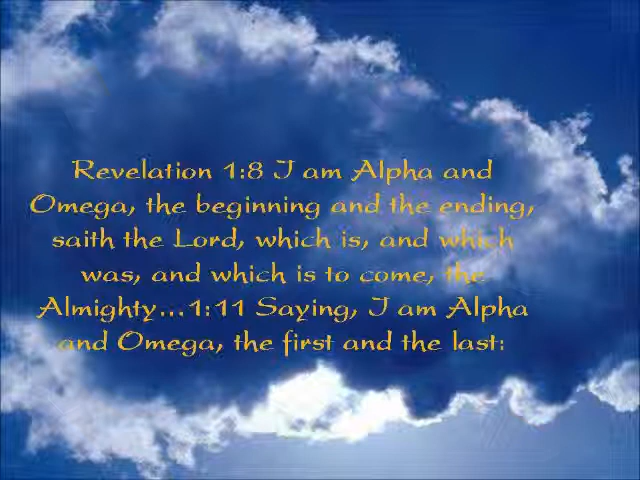 Revelation 1:8 I am Alpha and
Omega, the beginning and the ending,
saith the Lord, which is, and which
was, and which is to come, the
Almighty...1:11 Saying, I am Alpha
and Omega, the first and the last: